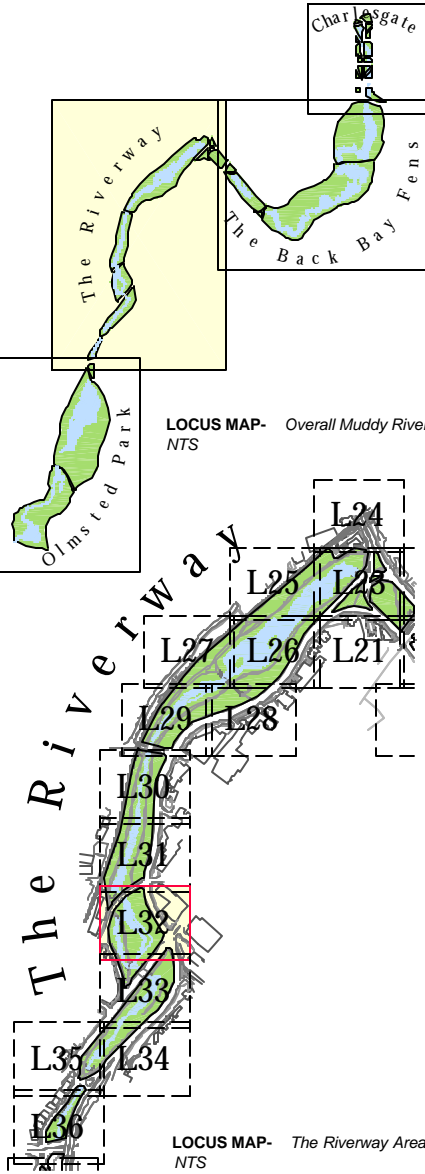 Charlesgate
The Riverway
The Back Bay Fens
Olmsted Park
LOCUS MAP- Overall Muddy River
NTS
The Riverway
L24
L25 L23
L27 L26 L21
L29 L28
L30
L31
L32
L33
L35 L34
L36
LOCUS MAP- The Riverway Area
NTS